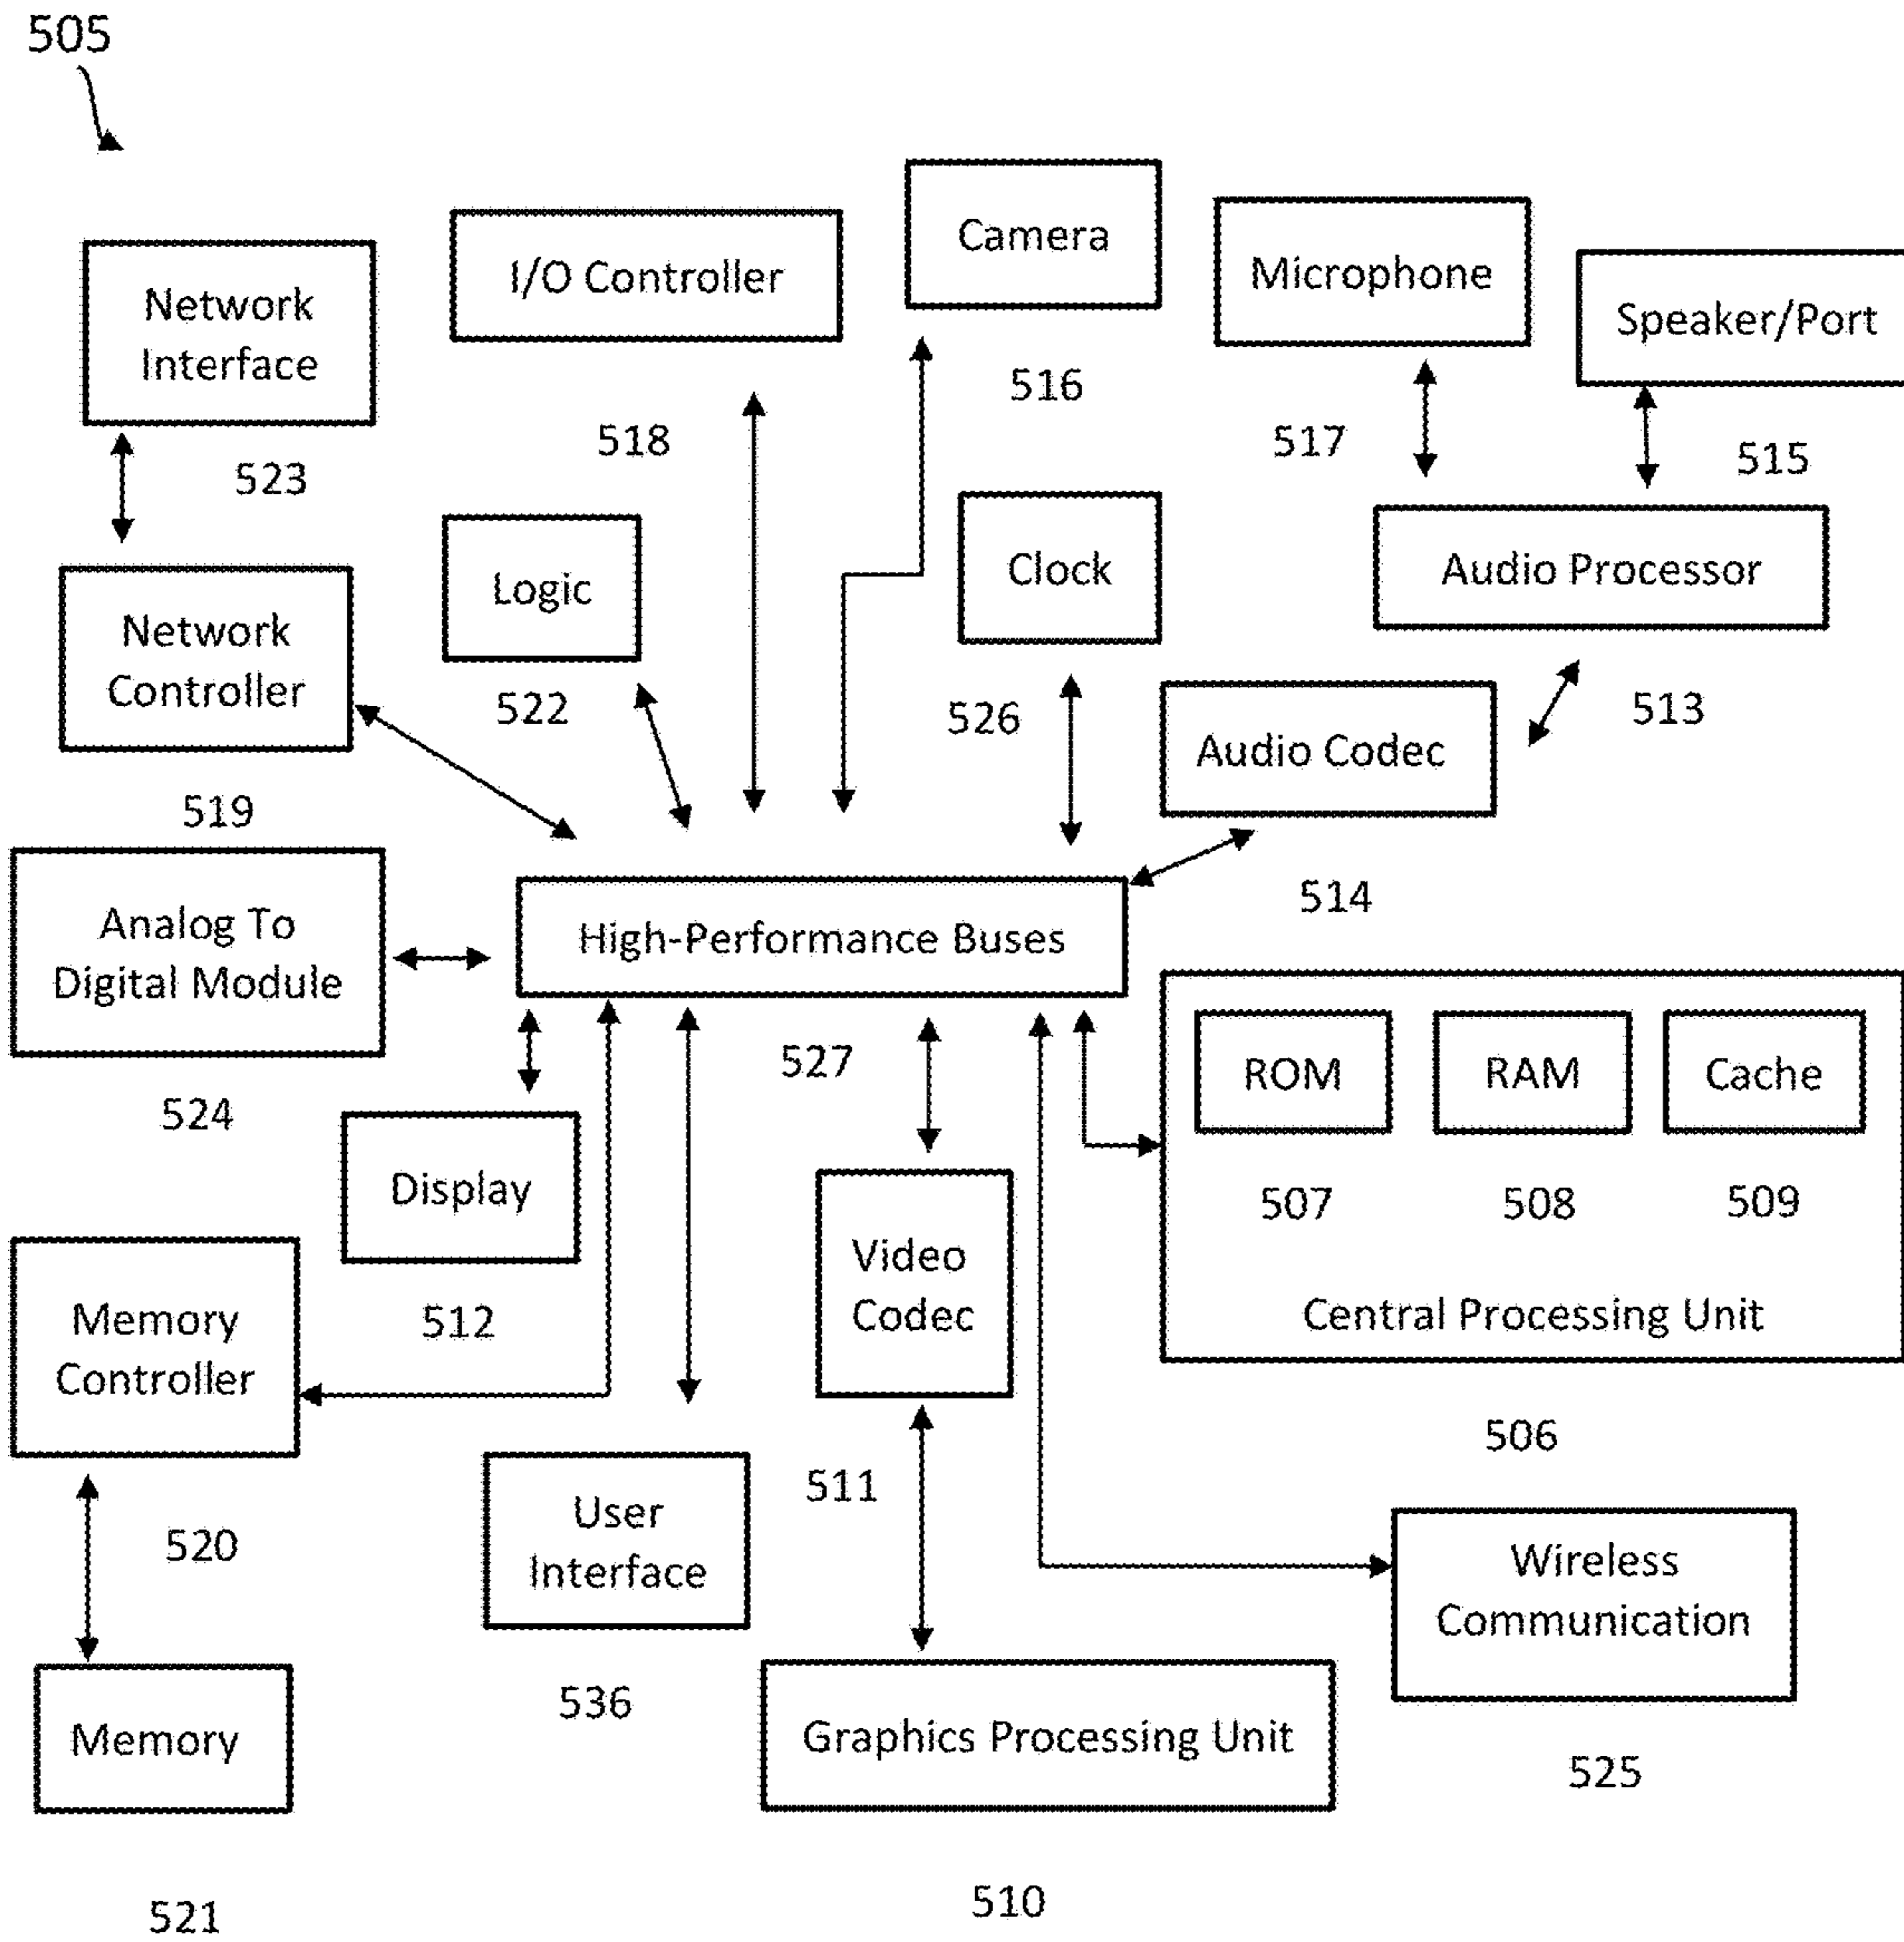 505
Camera
516
I/O Controller
518
Microphone
517
Speaker/Port
515
Network
Interface
523
Logic
522
Clock
526
Audio Processor
513
Network
Controller
519
Audio Codec
514
Analog To
Digital Module
524
High-Performance Buses
527
ROM
RAM
Cache
507
508
509
Central Processing Unit
506
Display
512
Video
Codec
511
Memory
Controller
520
User
Interface
536
Wireless
Communication
525
Memory
521
Graphics Processing Unit
510